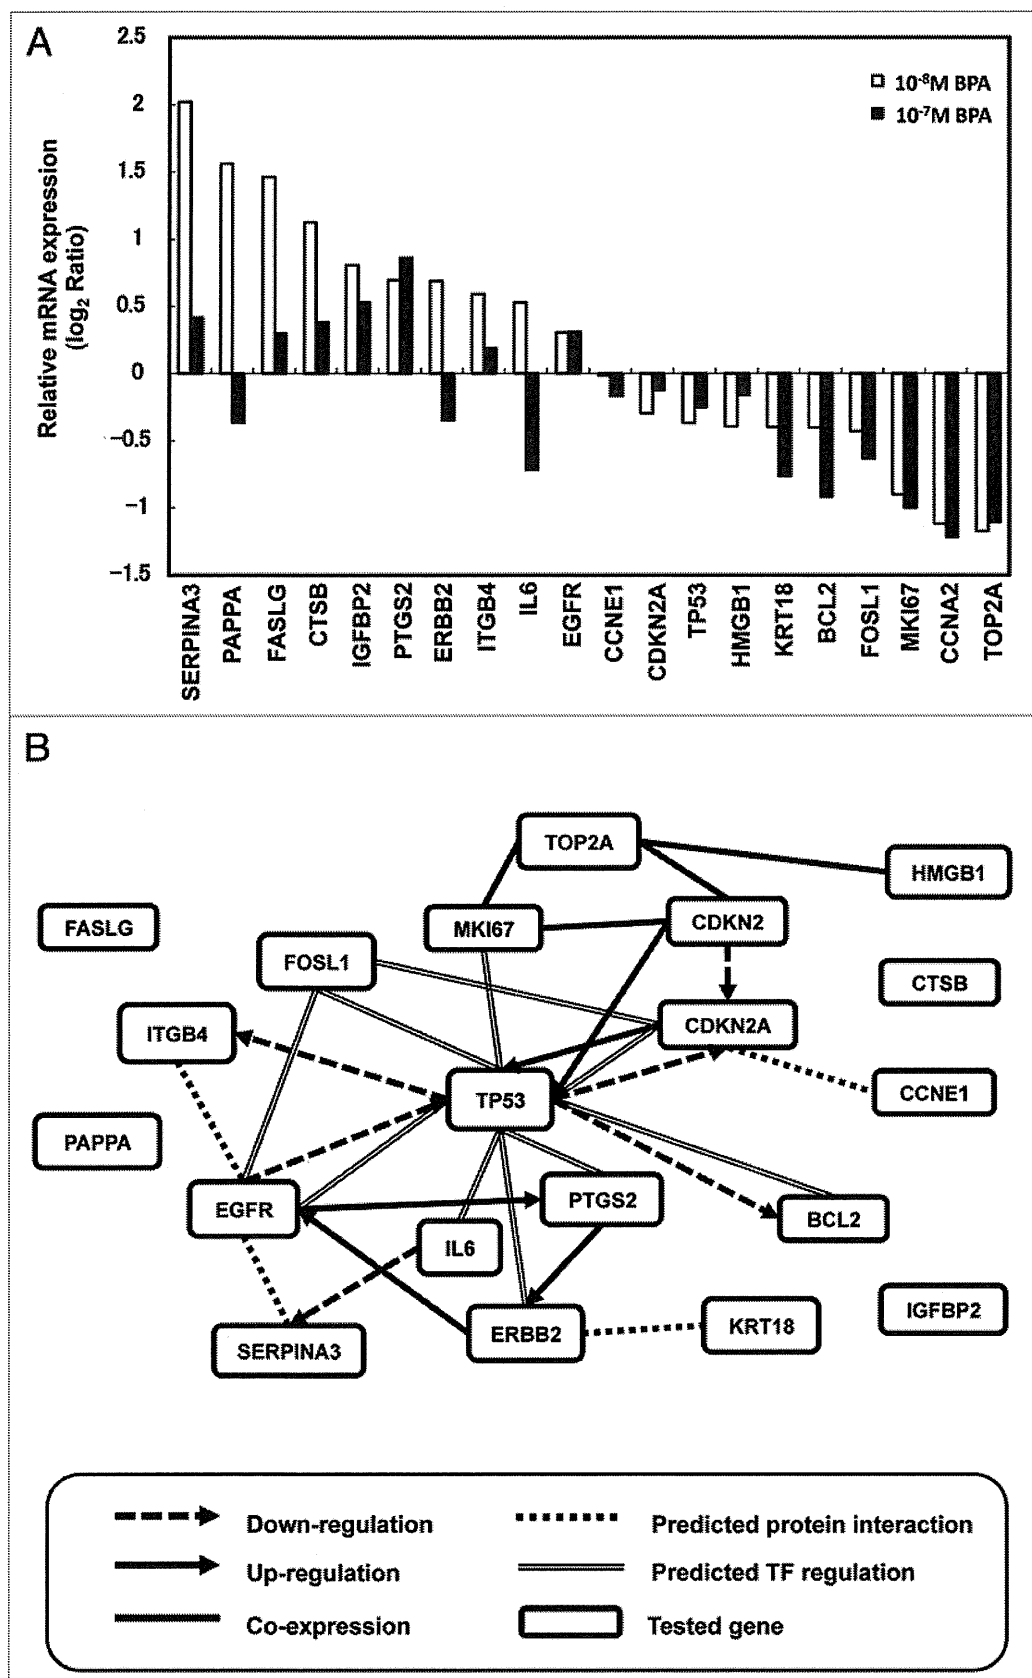 A
2.5
2
1.5
1
0.5
0
−0.5
−1
−1.5
Relative mRNA expression
(log2 Ratio)
10-8M BPA
10-7M BPA
SERPINA3
PAPPA
FASLG
CTSB
IGFBP2
PTGS2
ERBB2
ITGB4
IL6
EGFR
CCNE1
CDKN2A
TP53
HMGB1
KRT18
BCL2
FOSL1
MKI67
CCNA2
TOP2A
B
TOP2A
HMGB1
FASLG
MKI67
CDKN2
FOSL1
CTSB
ITGB4
CDKN2A
TP53
CCNE1
PAPPA
EGFR
PTGS2
BCL2
IL6
IGFBP2
SERPINA3
ERBB2
KRT18
Down-regulation
Predicted protein interaction
Up-regulation
Predicted TF regulation
Co-expression
Tested gene